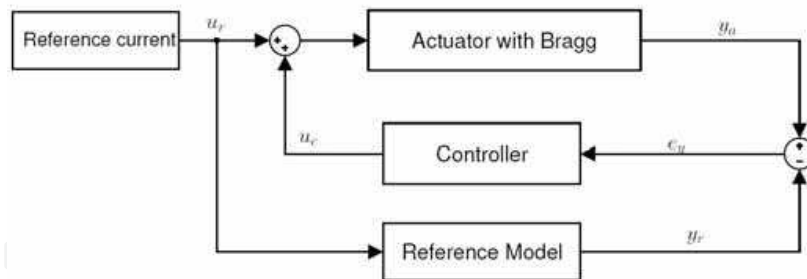 Reference current
u_r
+
+
Actuator with Bragg
y_a
u_c
Controller
e_y
+
−
Reference Model
y_r